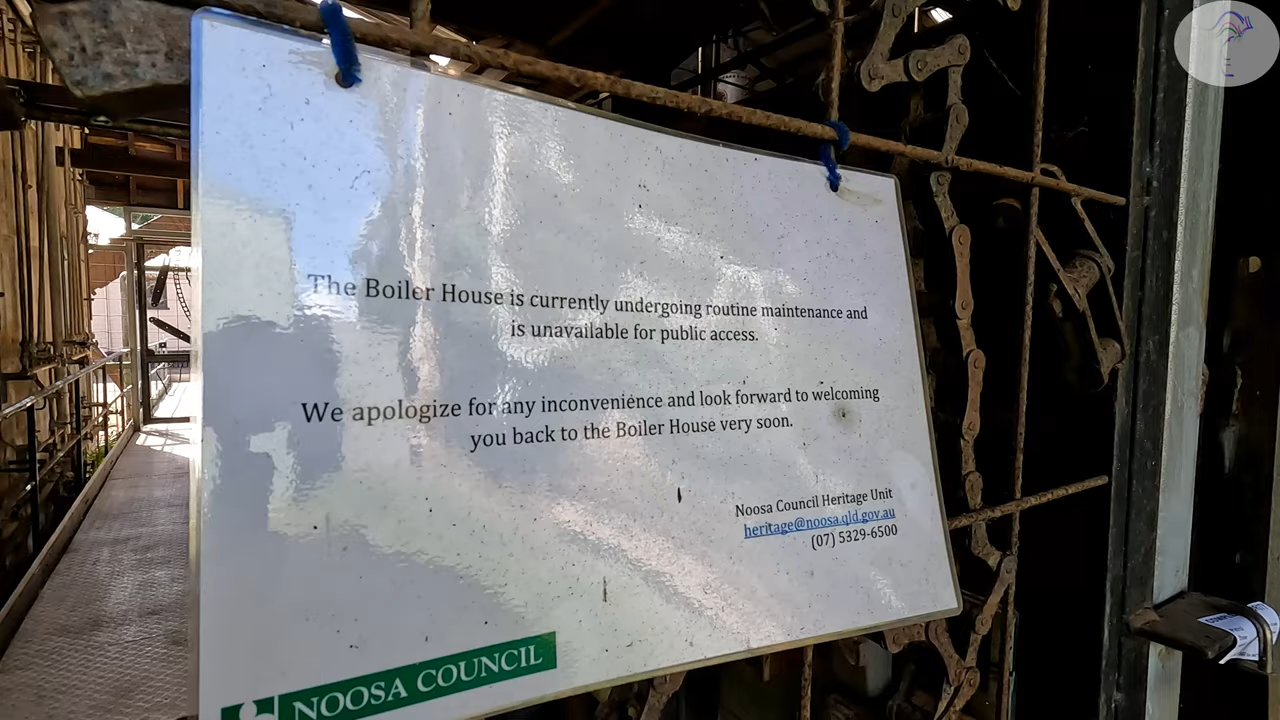 The Boiler House is currently undergoing routine maintenance and
is unavailable for public access.
We apologize for any inconvenience and look forward to welcoming
you back to the Boiler House very soon.
Noosa Council Heritage Unit
heritage@noosa.qld.gov.au
(07) 5329-6500
NOOSA COUNCIL